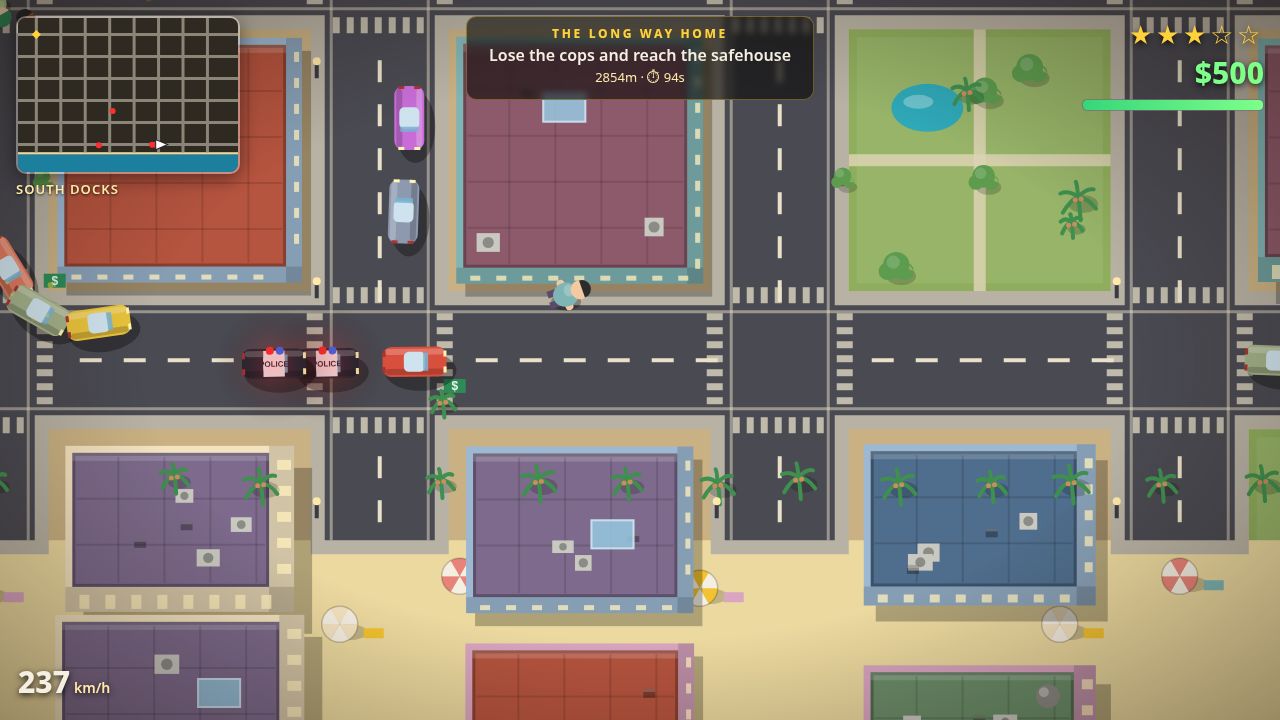 THE LONG WAY HOME
Lose the cops and reach the safehouse
2854m · ⏱ 94s
★★★☆☆
$500
SOUTH DOCKS
$
POLICE POLICE
$
237 km/h